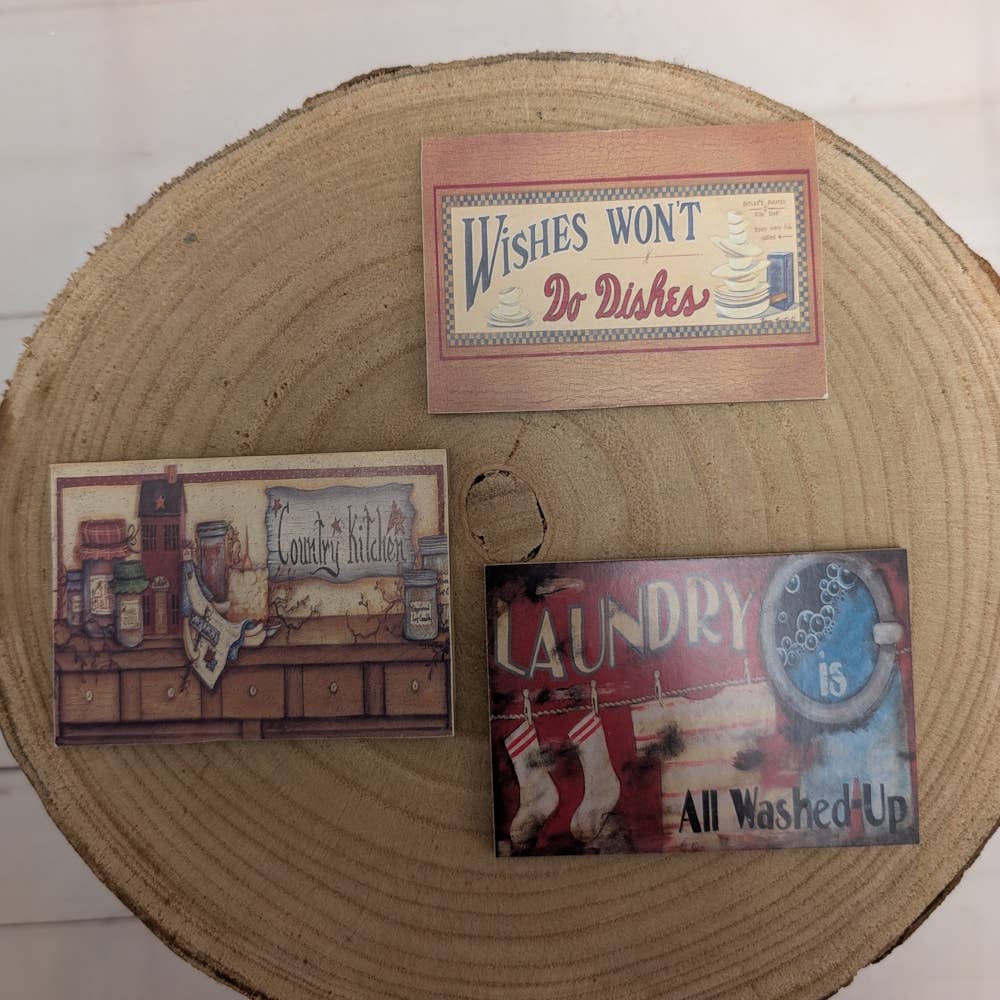 WISHES WON'T
Do Dishes
Country Kitchen
LAUNDRY
is
All Washed-Up